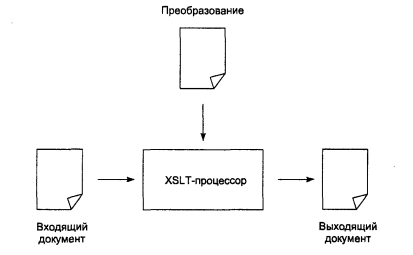 Преобразование
XSLT-процессор
Входящий
документ
Выходящий
документ